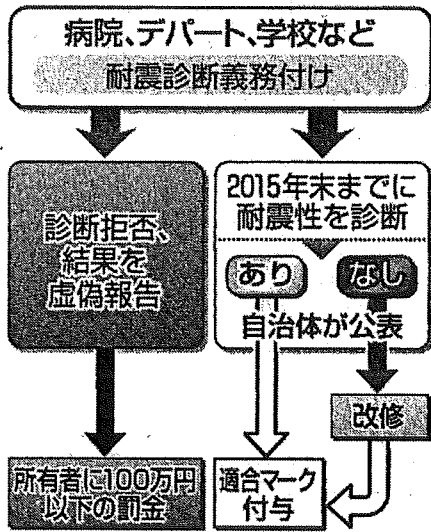 病院、デパート、学校など
耐震診断義務付け
診断拒否、
結果を
虚偽報告
所有者に100万円
以下の罰金
2015年末までに
耐震性を診断
あり
なし
自治体が公表
改修
適合マーク
付与